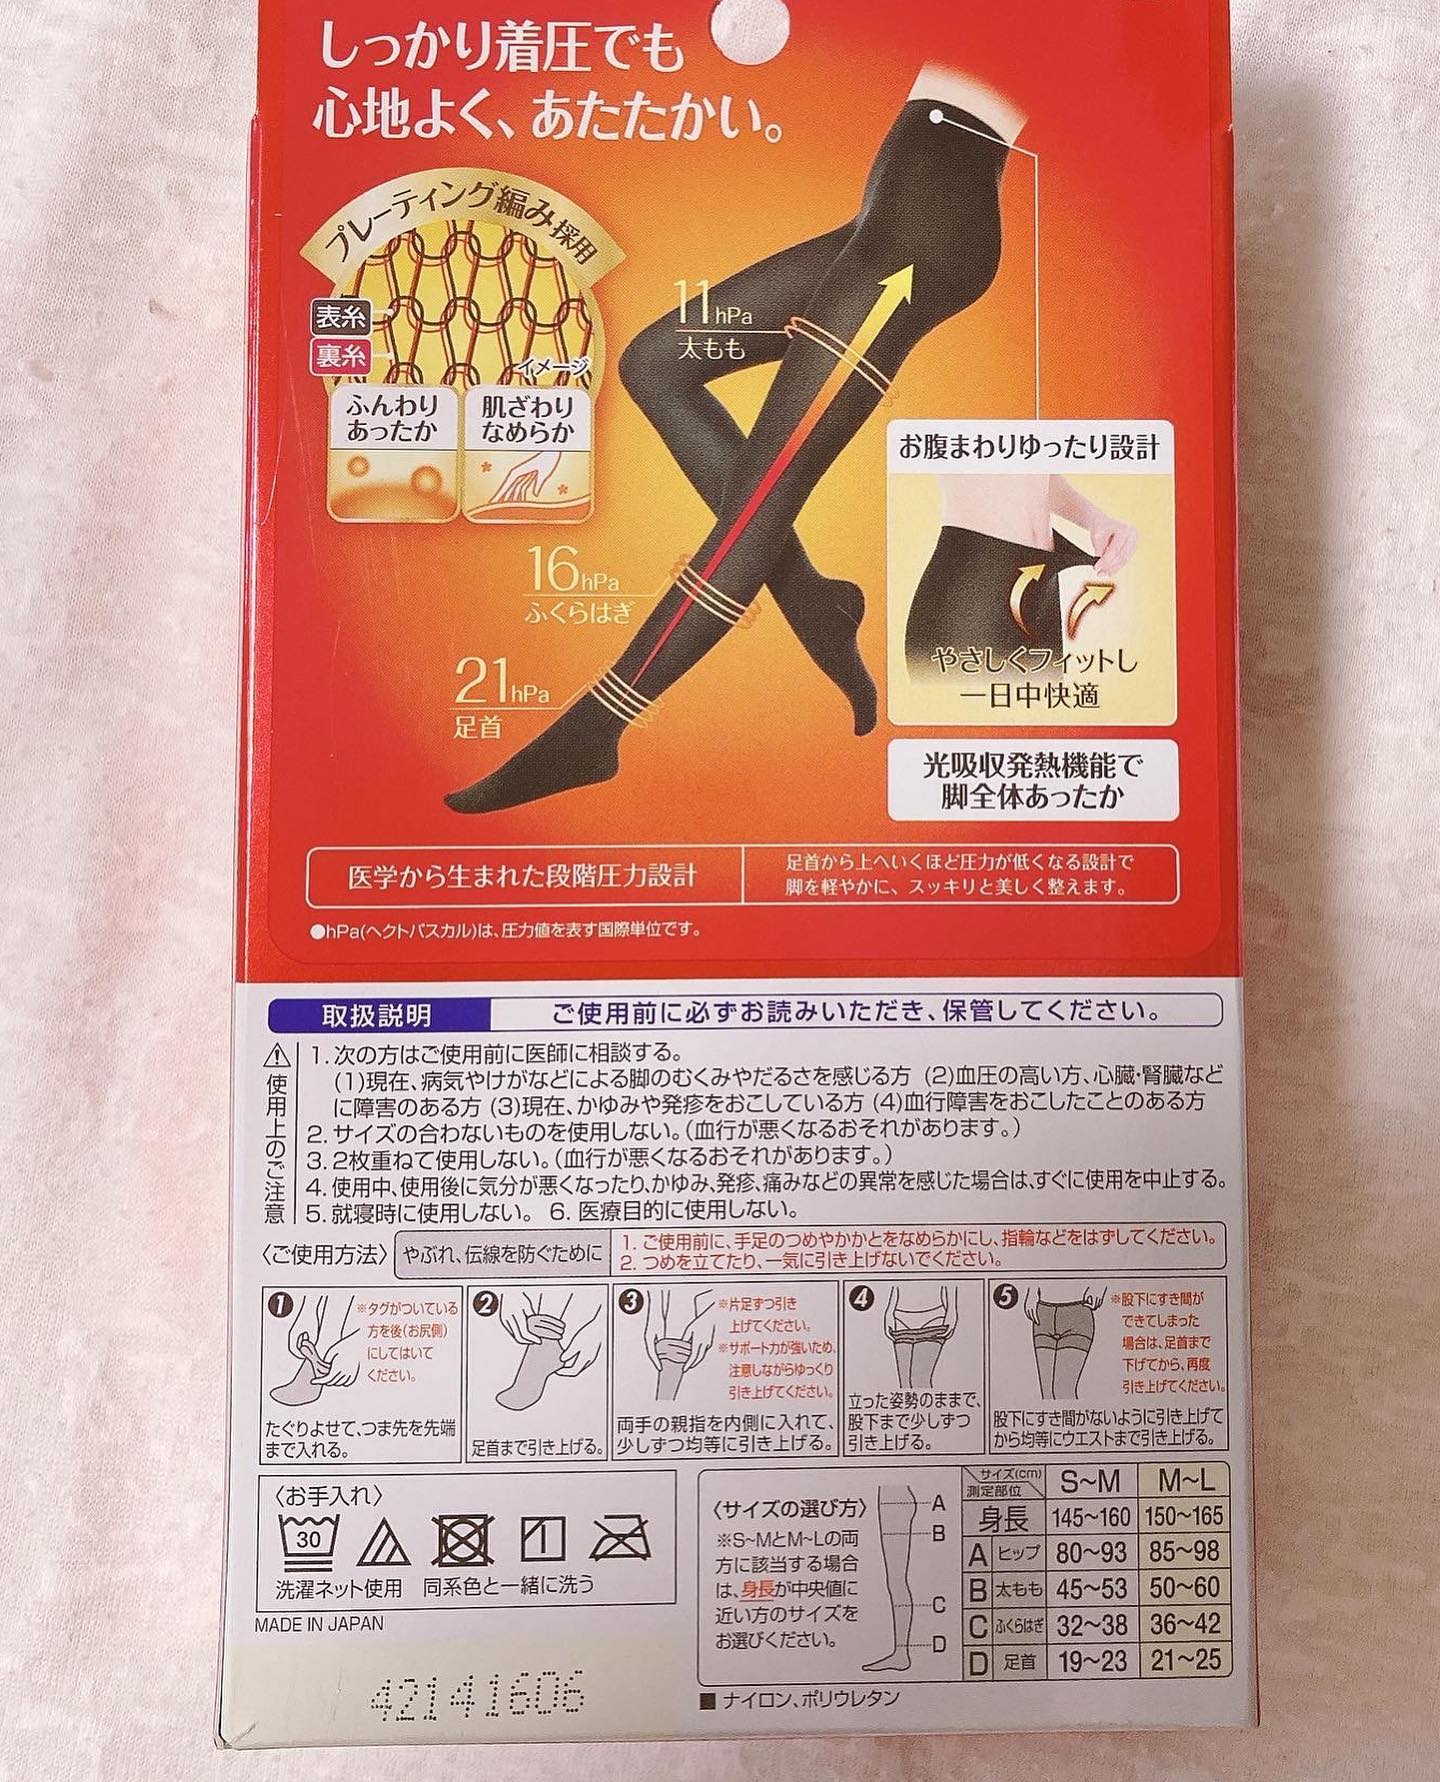 しっかり着圧でも
心地よく、あたたかい。
プレーティング編み採用
表糸
裏糸
イメージ
ふんわり
あったか
肌ざわり
なめらか
11hPa
太もも
16hPa
ふくらはぎ
21hPa
足首
お腹まわりゆったり設計
やさしくフィットし
一日中快適
光吸収発熱機能で
脚全体あったか
医学から生まれた段階圧力設計
足首から上へいくほど圧力が低くなる設計で
脚を軽やかに、スッキリと美しく整えます。
●hPa(ヘクトパスカル)は、圧力値を表す国際単位です。
取扱説明
ご使用前に必ずお読みいただき、保管してください。
使用上のご注意
1. 次の方はご使用前に医師に相談する。
(1)現在、病気やけがなどによる脚のむくみやだるさを感じる方 (2)血圧の高い方、心臓・腎臓など
に障害のある方 (3)現在、かゆみや発疹をおこしている方 (4)血行障害をおこしたことのある方
2. サイズの合わないものを使用しない。(血行が悪くなるおそれがあります。)
3. 2枚重ねて使用しない。(血行が悪くなるおそれがあります。)
4. 使用中、使用後に気分が悪くなったり、かゆみ、発疹、痛みなどの異常を感じた場合は、すぐに使用を中止する。
5. 就寝時に使用しない。 6. 医療目的に使用しない。
〈ご使用方法〉
やぶれ、伝線を防ぐために
1. ご使用前に、手足のつめやかかとをなめらかにし、指輪などをはずしてください。
2. つめを立てたり、一気に引き上げないでください。
1
※タグがついている
方を後(お尻側)
にしてはいて
ください。
たぐりよせて、つま先を先端
まで入れる。
2
足首まで引き上げる。
3
※片足ずつ引き
上げてください。
※サポート力が強いため、
注意しながらゆっくり
引き上げてください。
両手の親指を内側に入れて、
少しずつ均等に引き上げる。
4
立った姿勢のままで、
股下まで少しずつ
引き上げる。
5
※股下にすき間が
できてしまった
場合は、足首まで
下げてから、再度
引き上げてください。
股下にすき間がないように引き上げて
から均等にウエストまで引き上げる。
〈お手入れ〉
30
洗濯ネット使用 同系色と一緒に洗う
MADE IN JAPAN
42141606
〈サイズの選び方〉
※S~MとM~Lの両
方に該当する場合
は、身長が中央値に
近い方のサイズを
お選びください。
A
B
C
D
サイズ(cm) 測定部位 S~M M~L
身長 145~160 150~165
A ヒップ 80~93 85~98
B 太もも 45~53 50~60
C ふくらはぎ 32~38 36~42
D 足首 19~23 21~25
■ ナイロン、ポリウレタン